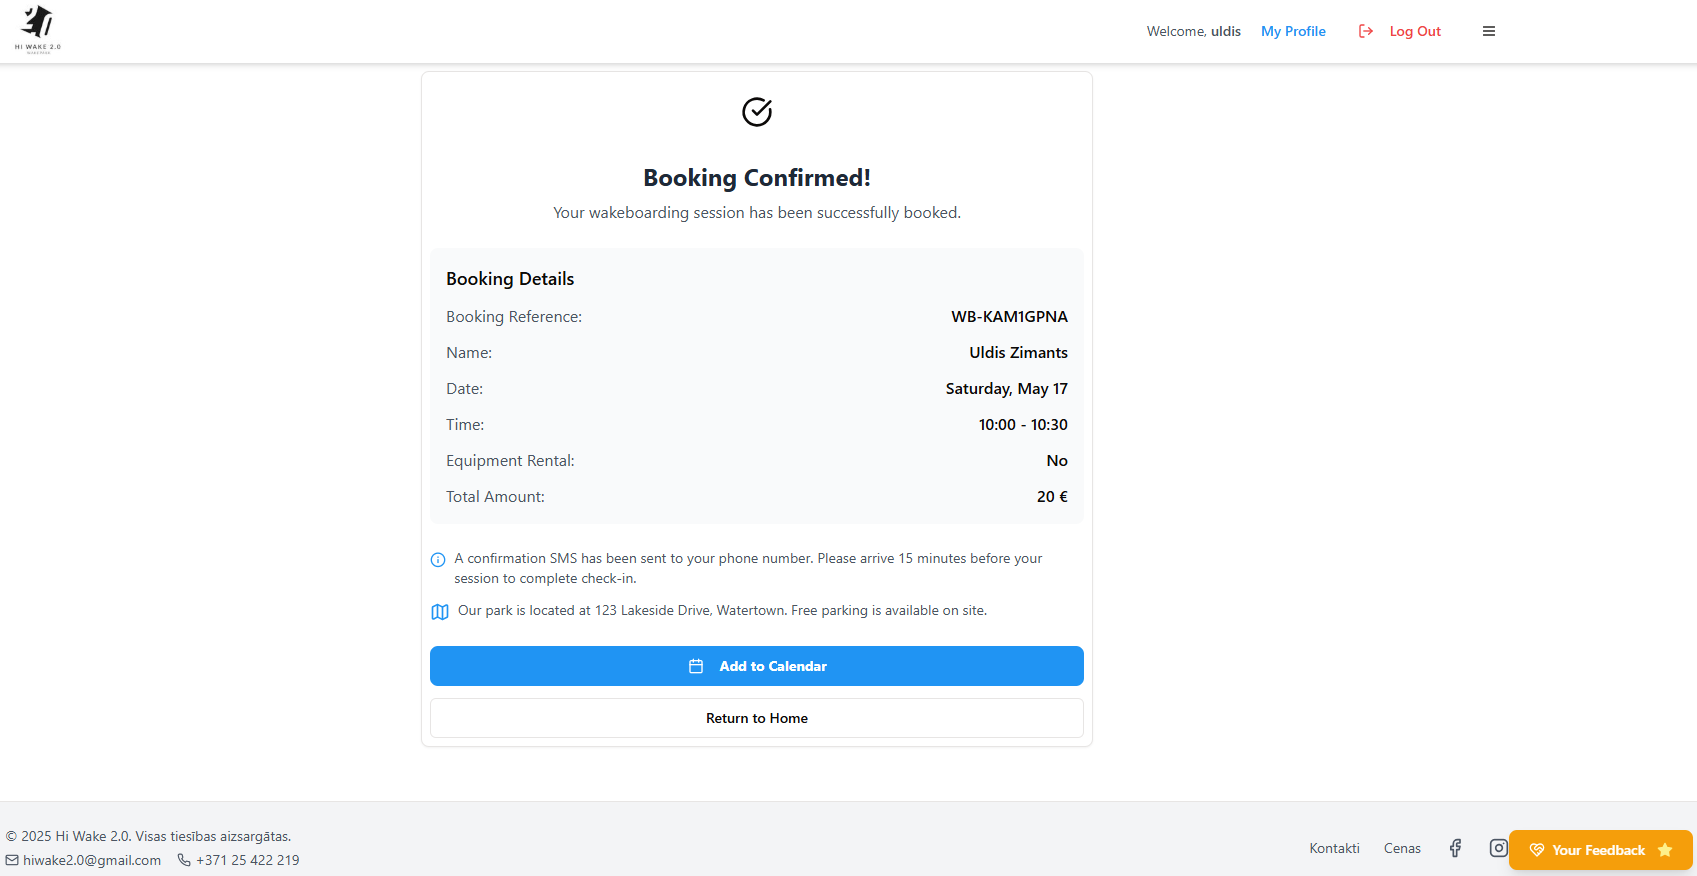 HI WAKE 2.0
Welcome, uldis
My Profile
Log Out
Booking Confirmed!
Your wakeboarding session has been successfully booked.
Booking Details
Booking Reference: WB-KAM1GPNA
Name: Uldis Zimants
Date: Saturday, May 17
Time: 10:00 - 10:30
Equipment Rental: No
Total Amount: 20 €
A confirmation SMS has been sent to your phone number. Please arrive 15 minutes before your
session to complete check-in.
Our park is located at 123 Lakeside Drive, Watertown. Free parking is available on site.
Add to Calendar
Return to Home
© 2025 Hi Wake 2.0. Visas tiesības aizsargātas.
hiwake2.0@gmail.com +371 25 422 219
Kontakti
Cenas
Your Feedback